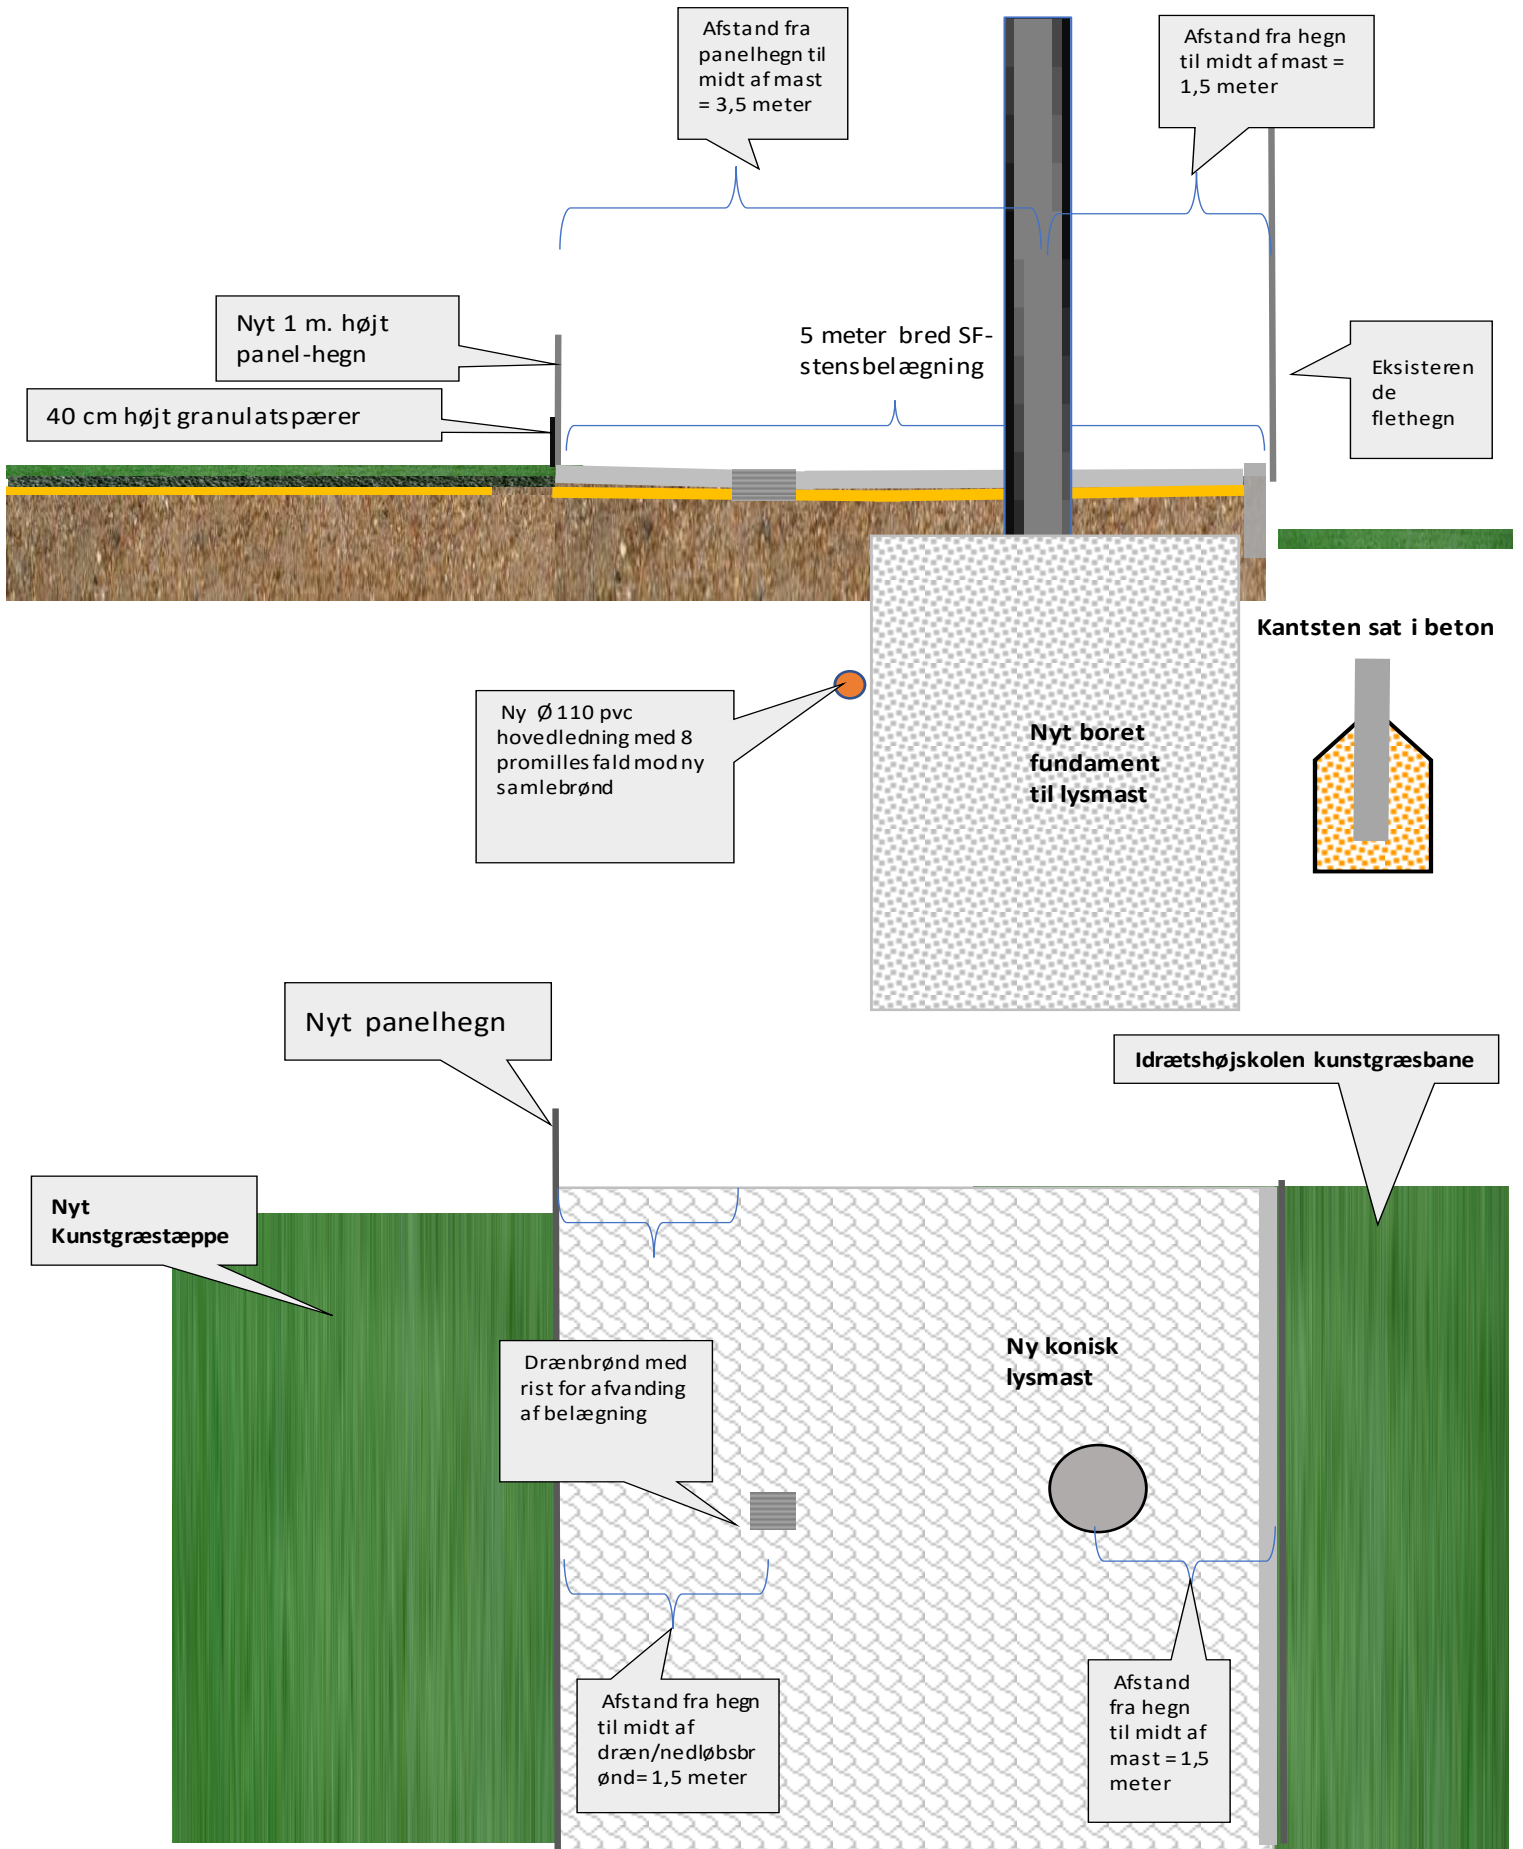 Afstand fra
panelhegn til
midt af mast
= 3,5 meter
Afstand fra hegn
til midt af mast =
1,5 meter
Nyt 1 m. højt
panel-hegn
5 meter bred SF-
stensbelægning
Eksisteren
de
flethegn
40 cm højt granulatspærer
Kantsten sat i beton
Ny Ø 110 pvc
hovedledning med 8
promilles fald mod ny
samlebrønd
Nyt boret
fundament
til lysmast
Nyt panelhegn
Idrætshøjskolen kunstgræsbane
Nyt
Kunstgræstæppe
Drænbrønd med
rist for afvanding
af belægning
Ny konisk
lysmast
Afstand fra hegn
til midt af
dræn/nedløbsbr
ønd= 1,5 meter
Afstand
fra hegn
til midt af
mast = 1,5
meter